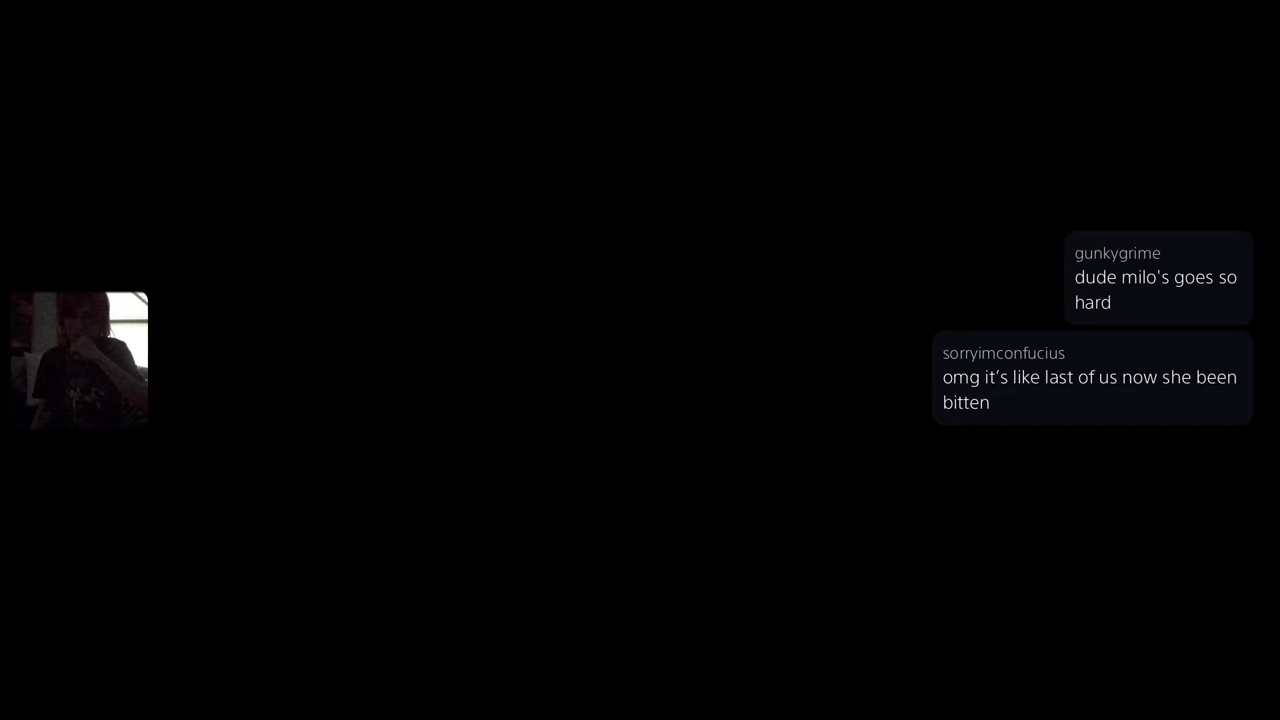 gunkygrime
dude milo's goes so
hard
sorryimconfucius
omg it’s like last of us now she been
bitten